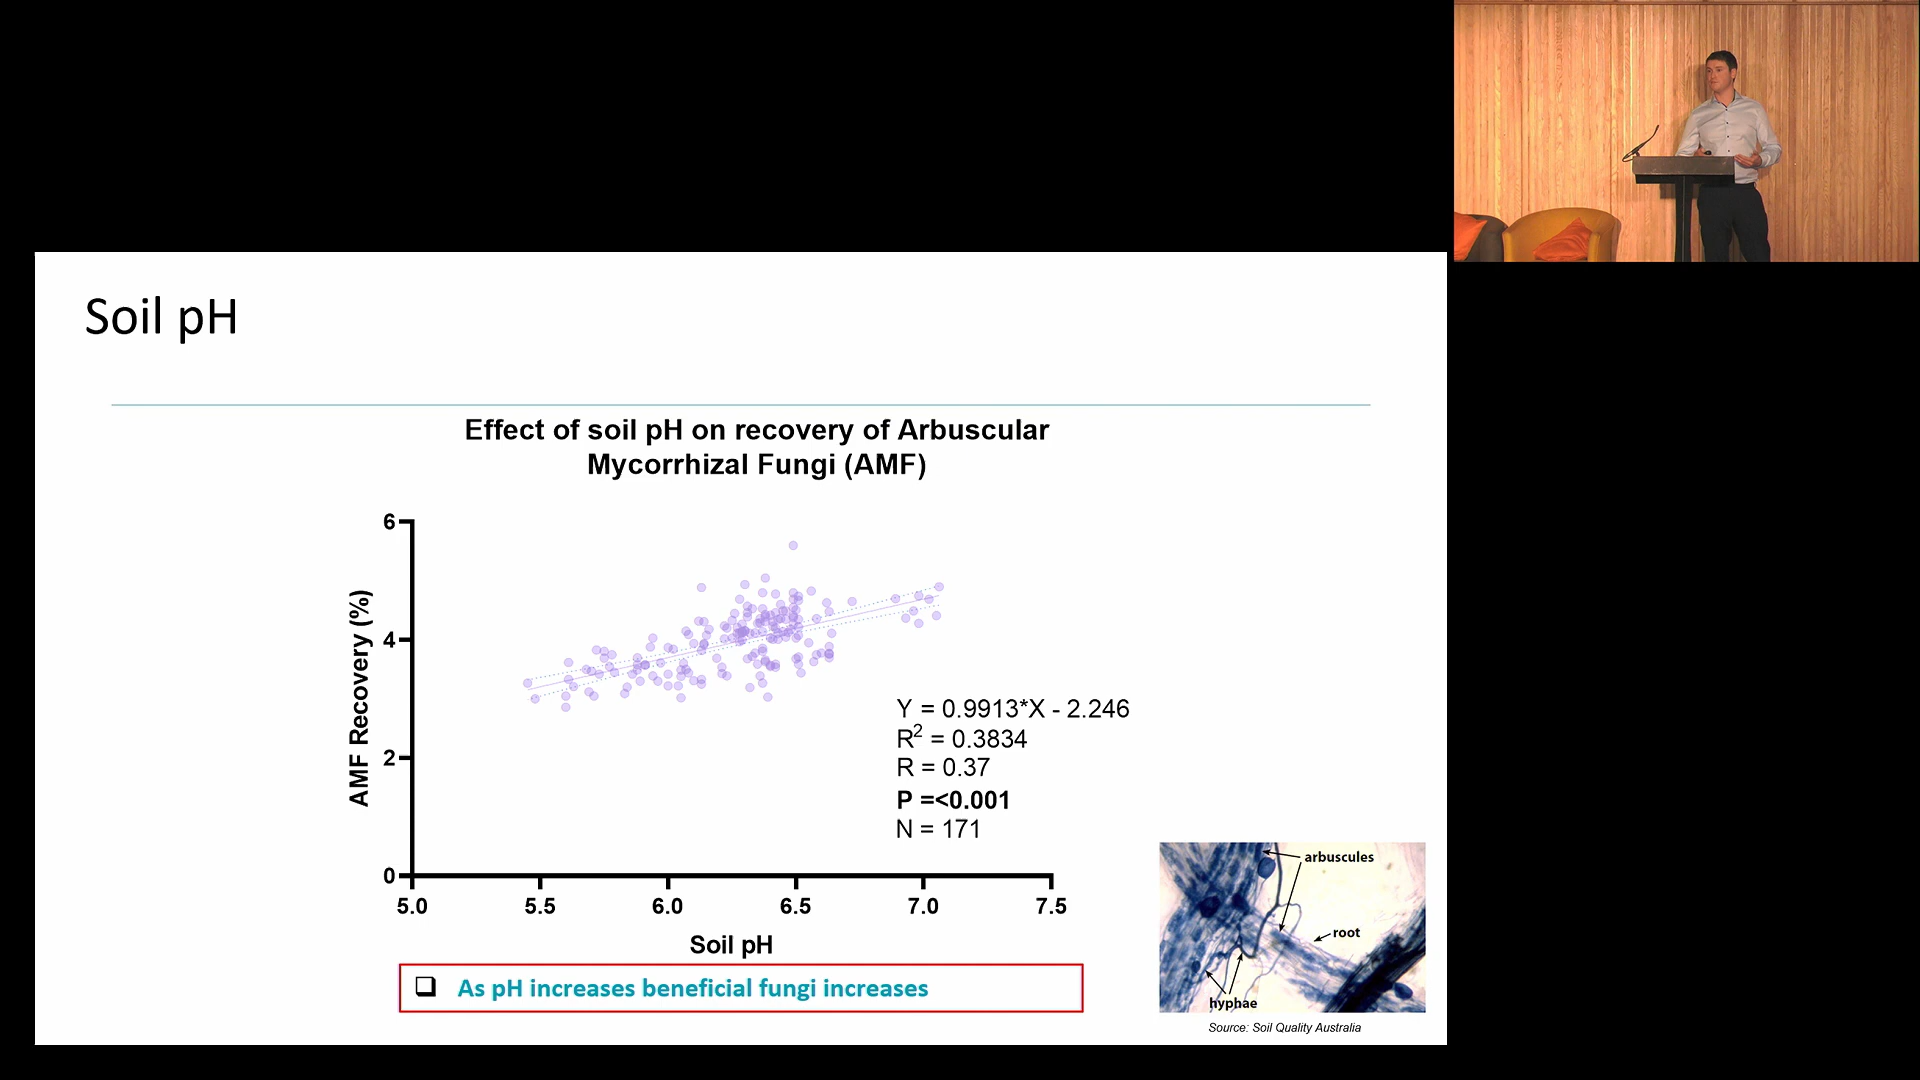 Soil pH
Effect of soil pH on recovery of Arbuscular
Mycorrhizal Fungi (AMF)
6
4
2
0
AMF Recovery (%)
Y = 0.9913*X - 2.246
R² = 0.3834
R = 0.37
P =<0.001
N = 171
5.0 5.5 6.0 6.5 7.0 7.5
Soil pH
❑ As pH increases beneficial fungi increases
arbuscules
root
hyphae
Source: Soil Quality Australia